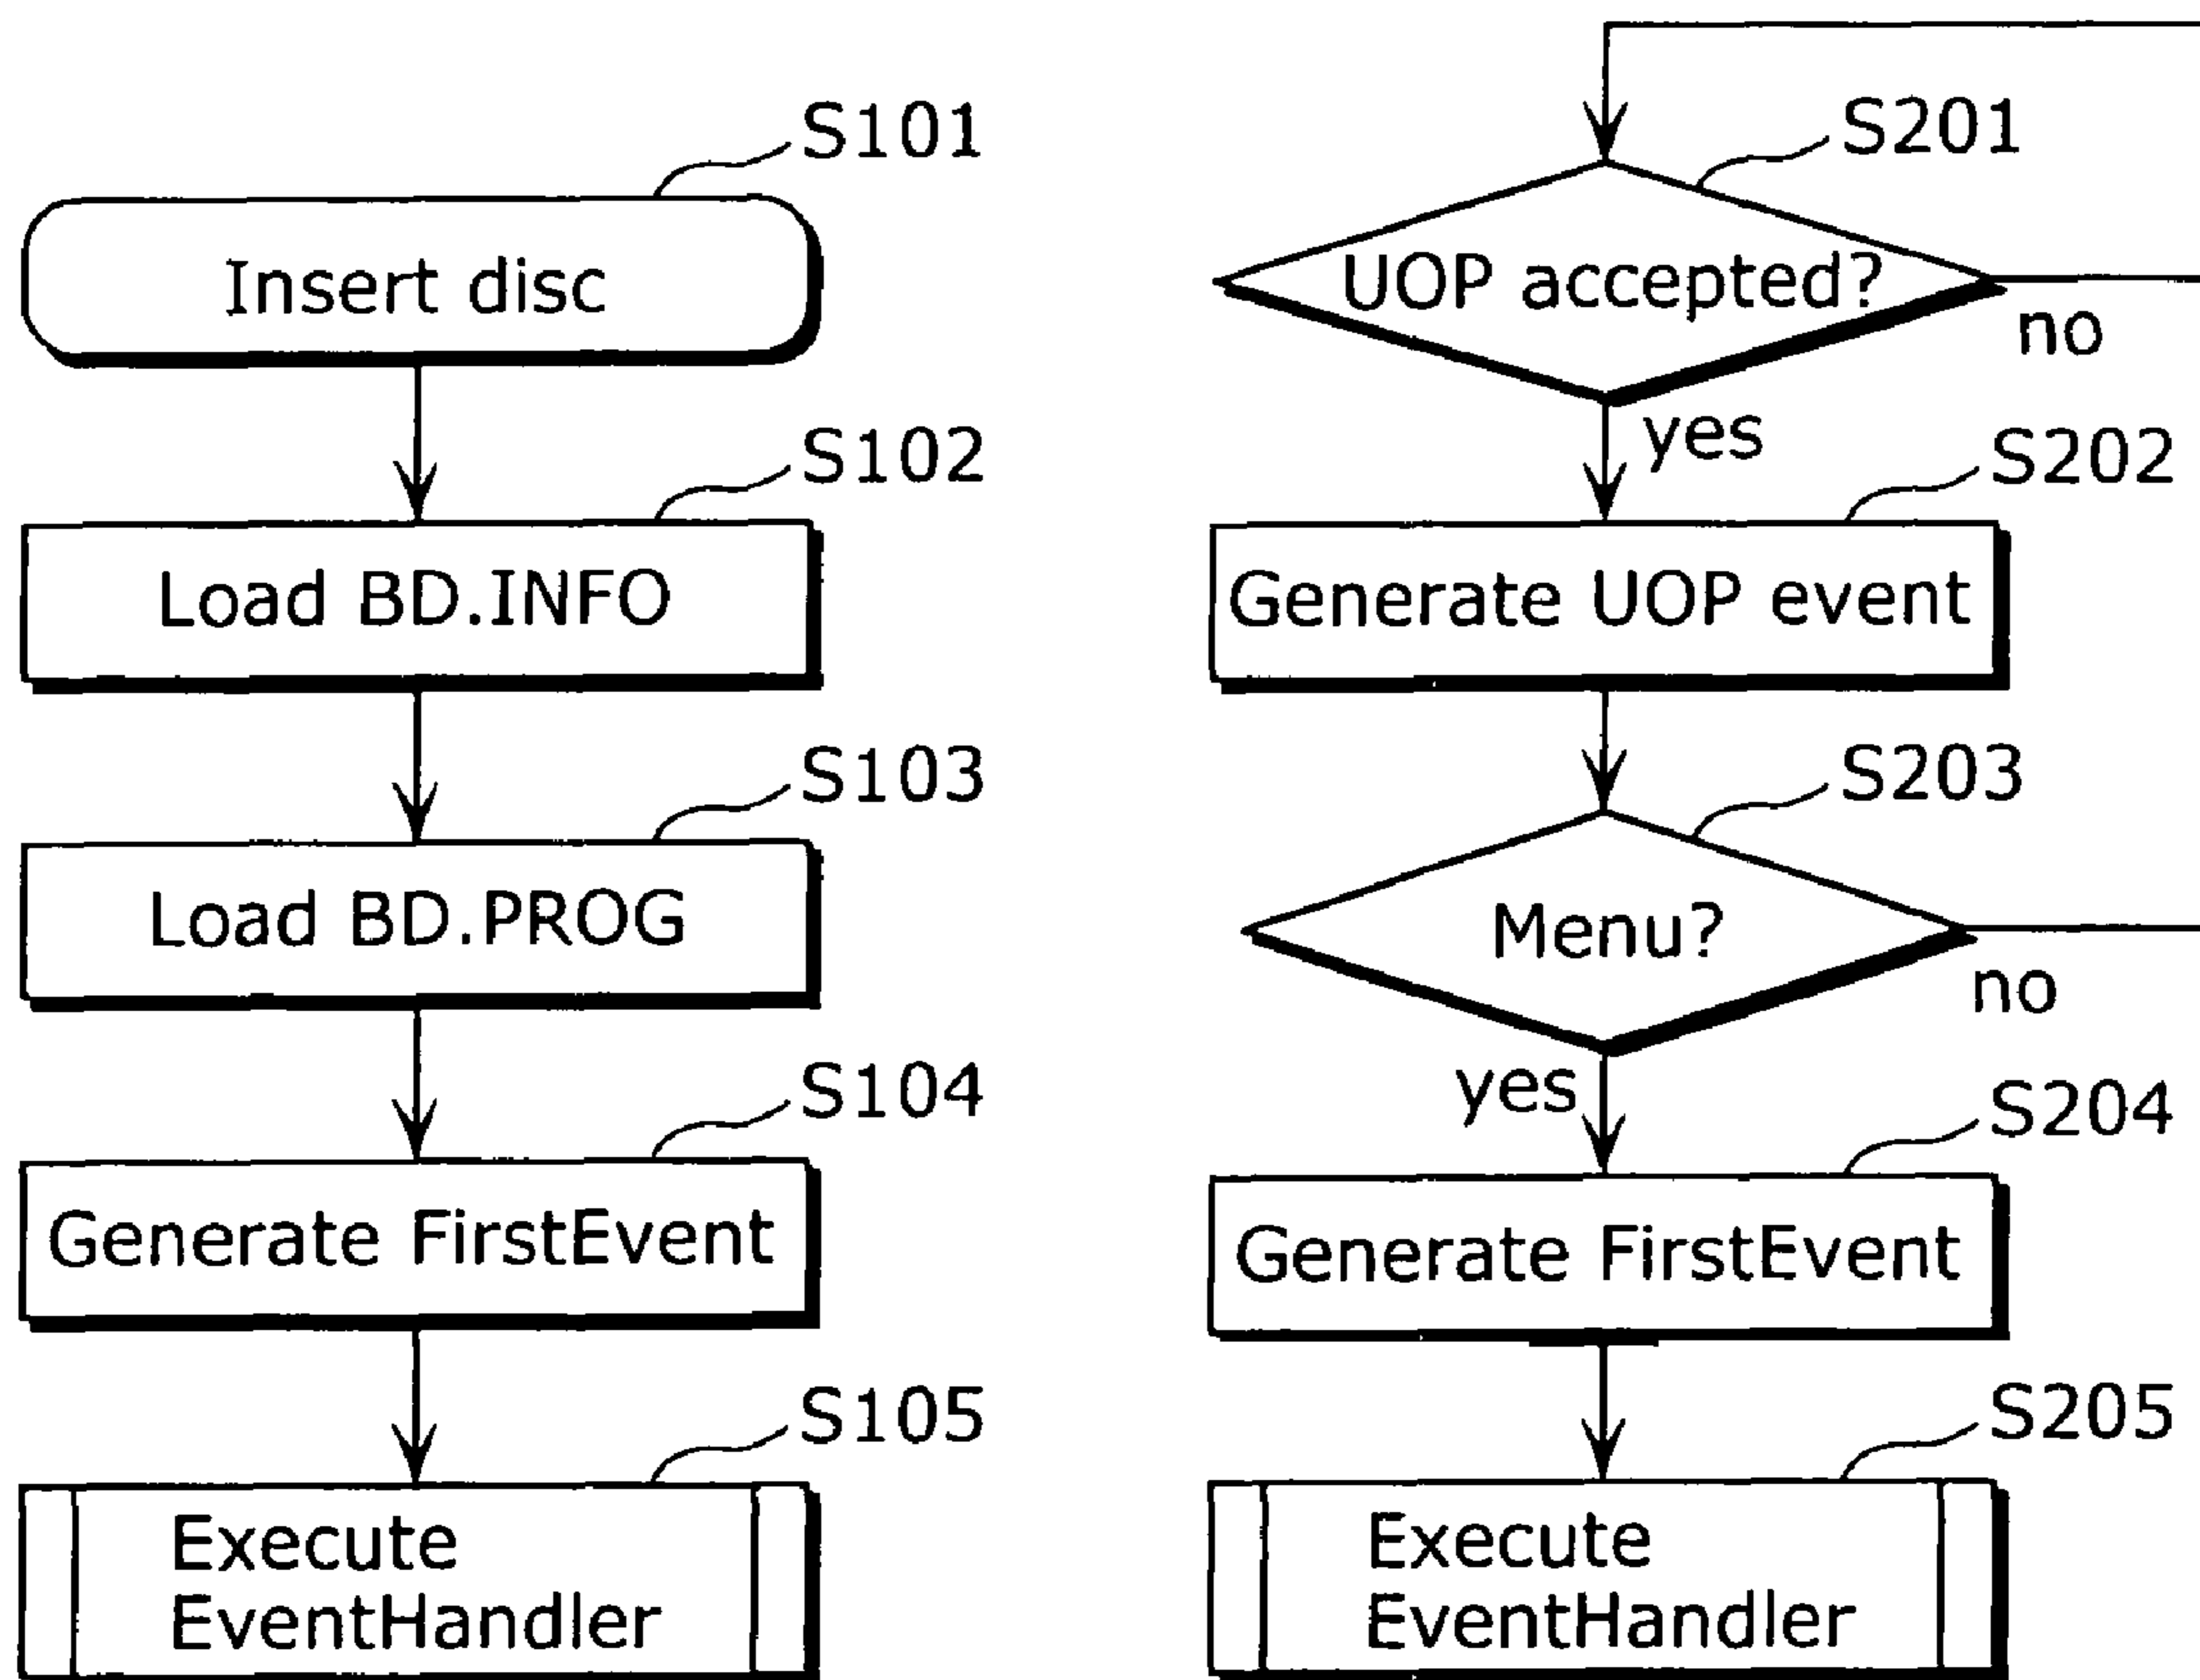 S101
Insert disc
S102
Load BD.INFO
S103
Load BD.PROG
S104
Generate FirstEvent
S105
Execute
EventHandler
S201
UOP accepted?
no
yes
S202
Generate UOP event
S203
Menu?
no
yes
S204
Generate FirstEvent
S205
Execute
EventHandler